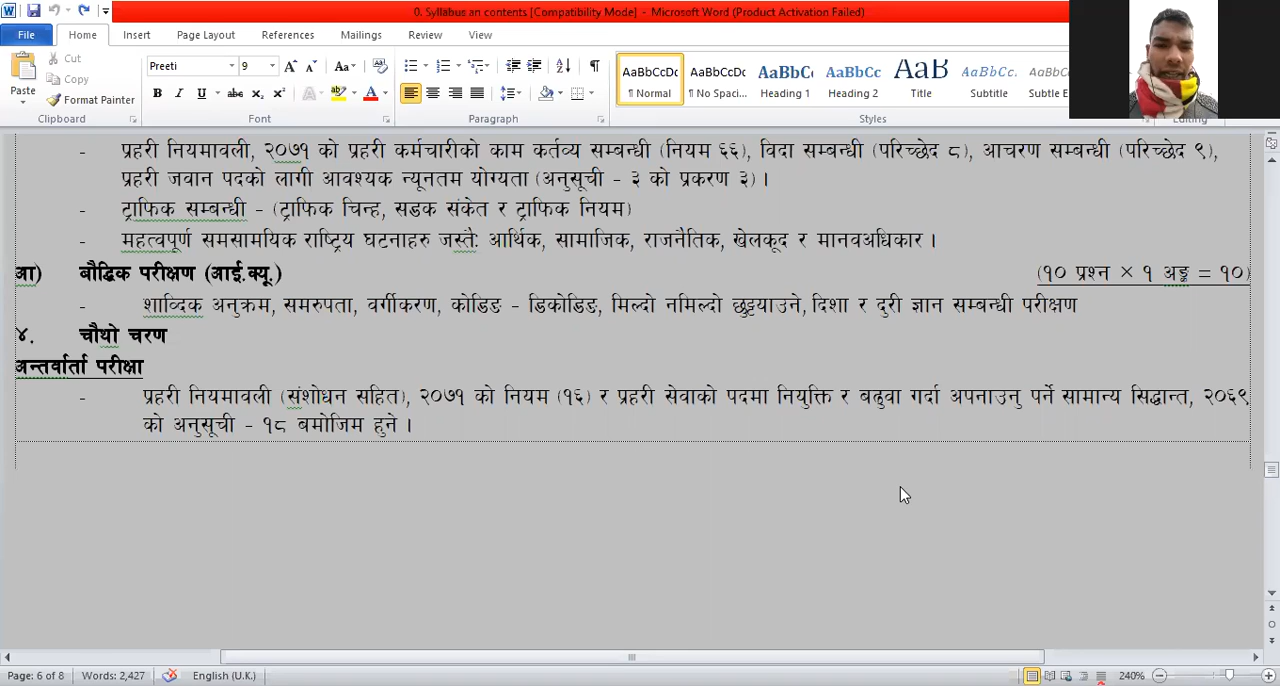 0. Syllabus an contents [Compatibility Mode] - Microsoft Word (Product Activation Failed)
File Home Insert Page Layout References Mailings Review View
Cut
Copy
Format Painter
Paste
Preeti 9
AaBbCcDc AaBbCcDc AaBbC AaBbCc AaB AaBbCc. AaBbCc
¶ Normal ¶ No Spaci... Heading 1 Heading 2 Title Subtitle Subtle E
Clipboard Font Paragraph Styles Editing
- प्रहरी नियमावली, २०७१ को प्रहरी कर्मचारीको काम कर्तव्य सम्बन्धी (नियम ६६), विदा सम्बन्धी (परिच्छेद ८), आचरण सम्बन्धी (परिच्छेद ९),
प्रहरी जवान पदको लागी आवश्यक न्यूनतम योग्यता (अनुसूची - ३ को प्रकरण ३) ।
- ट्राफिक सम्बन्धी - (ट्राफिक चिन्ह, सडक संकेत र ट्राफिक नियम)
- महत्वपूर्ण समसामयिक राष्ट्रिय घटनाहरु जस्तै: आर्थिक, सामाजिक, राजनैतिक, खेलकूद र मानवअधिकार ।
आ) बौद्धिक परीक्षण (आई.क्यू.) (१० प्रश्न × १ अङ्क = १०)
- शाव्दिक अनुक्रम, समरुपता, वर्गीकरण, कोडिङ - डिकोडिङ, मिल्दो नमिल्दो छुट्टयाउने, दिशा र दुरी ज्ञान सम्बन्धी परीक्षण
४. चौथो चरण
अन्तर्वार्ता परीक्षा
- प्रहरी नियमावली (संशोधन सहित), २०७१ को नियम (१६) र प्रहरी सेवाको पदमा नियुक्ति र बढुवा गर्दा अपनाउनु पर्ने सामान्य सिद्धान्त, २०६९
को अनुसूची - १८ बमोजिम हुने ।
Page: 6 of 8 Words: 2,427 English (U.K.) 240%